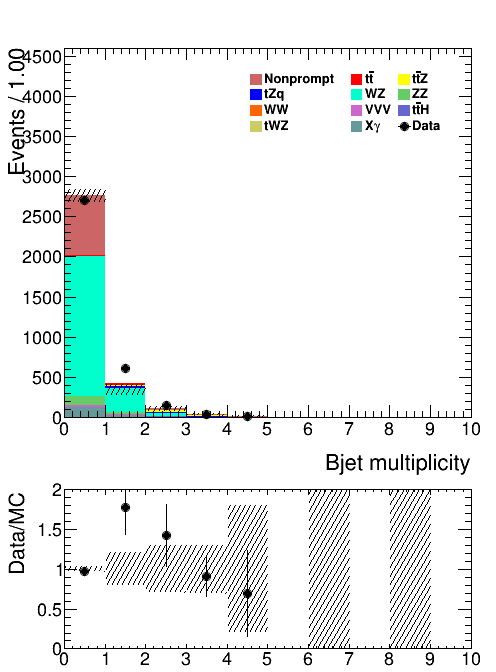 Events / 1.00
4500
4000
3500
3000
2500
2000
1500
1000
500
0
Nonprompt tt̄ tt̄Z
tZq WZ ZZ
WW VVV tt̄H
tWZ Xγ Data
0 1 2 3 4 5 6 7 8 9 10
Bjet multiplicity
Data/MC
2
1.5
1
0.5
0
0 1 2 3 4 5 6 7 8 9 10